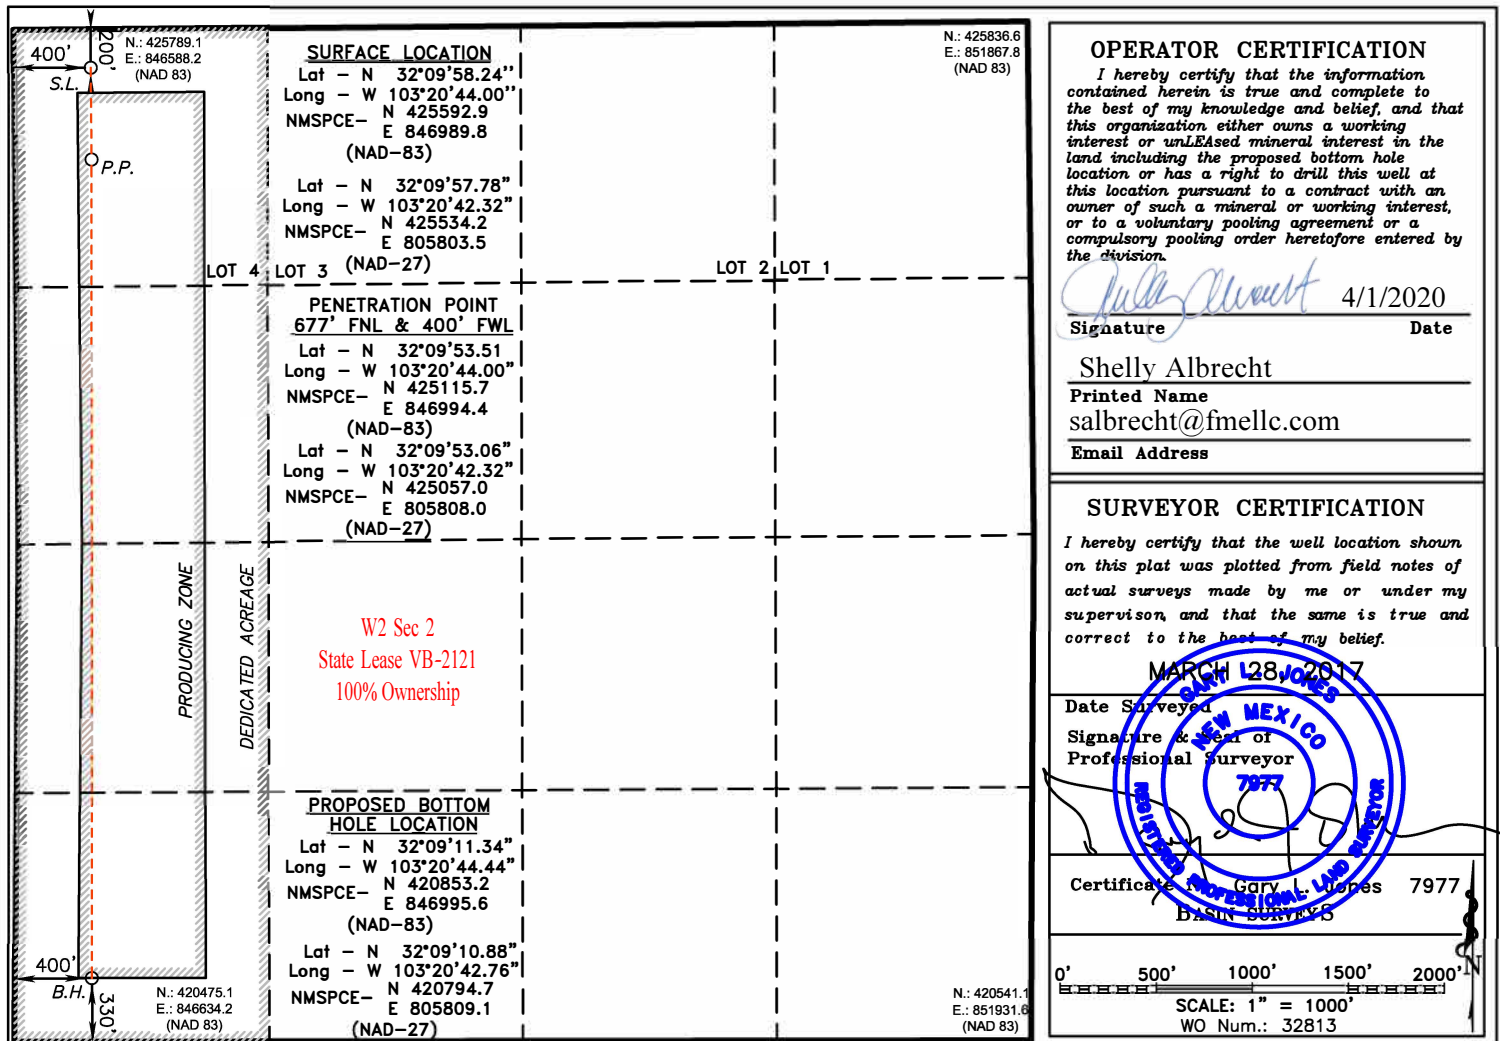 400'
200'
N.: 425789.1
E.: 846588.2
(NAD 83)
S.L.
P.P.
SURFACE LOCATION
Lat - N 32°09'58.24''
Long - W 103°20'44.00''
NMSPCE- N 425592.9
E 846989.8
(NAD-83)
Lat - N 32°09'57.78"
Long - W 103°20'42.32"
NMSPCE- N 425534.2
E 805803.5
(NAD-27)
N.: 425836.6
E.: 851867.8
(NAD 83)
LOT 4 LOT 3
LOT 2 LOT 1
PENETRATION POINT
677' FNL & 400' FWL
Lat - N 32°09'53.51
Long - W 103°20'44.00"
NMSPCE- N 425115.7
E 846994.4
(NAD-83)
Lat - N 32°09'53.06"
Long - W 103°20'42.32"
NMSPCE- N 425057.0
E 805808.0
(NAD-27)
PRODUCING ZONE
DEDICATED ACREAGE
W2 Sec 2
State Lease VB-2121
100% Ownership
PROPOSED BOTTOM
HOLE LOCATION
Lat - N 32°09'11.34"
Long - W 103°20'44.44"
NMSPCE- N 420853.2
E 846995.6
(NAD-83)
Lat - N 32°09'10.88"
Long - W 103°20'42.76"
NMSPCE- N 420794.7
E 805809.1
(NAD-27)
400'
B.H.
330'
N.: 420475.1
E.: 846634.2
(NAD 83)
N.: 420541.1
E.: 851931.6
(NAD 83)
OPERATOR CERTIFICATION
I hereby certify that the information
contained herein is true and complete to
the best of my knowledge and belief, and that
this organization either owns a working
interest or unLEAsed mineral interest in the
land including the proposed bottom hole
location or has a right to drill this well at
this location pursuant to a contract with an
owner of such a mineral or working interest,
or to a voluntary pooling agreement or a
compulsory pooling order heretofore entered by
the division.
4/1/2020
Signature Date
Shelly Albrecht
Printed Name
salbrecht@fmellc.com
Email Address
SURVEYOR CERTIFICATION
I hereby certify that the well location shown
on this plat was plotted from field notes of
actual surveys made by me or under my
supervison, and that the same is true and
correct to the best of my belief.
MARCH 28, 2017
Date Surveyed
Signature & Seal of
Professional Surveyor
GARY L. JONES
NEW MEXICO
7977
REGISTERED PROFESSIONAL LAND SURVEYOR
Certificate Gary L. Jones 7977
BASIN SURVEYS
0' 500' 1000' 1500' 2000'
N
SCALE: 1" = 1000'
WO Num.: 32813